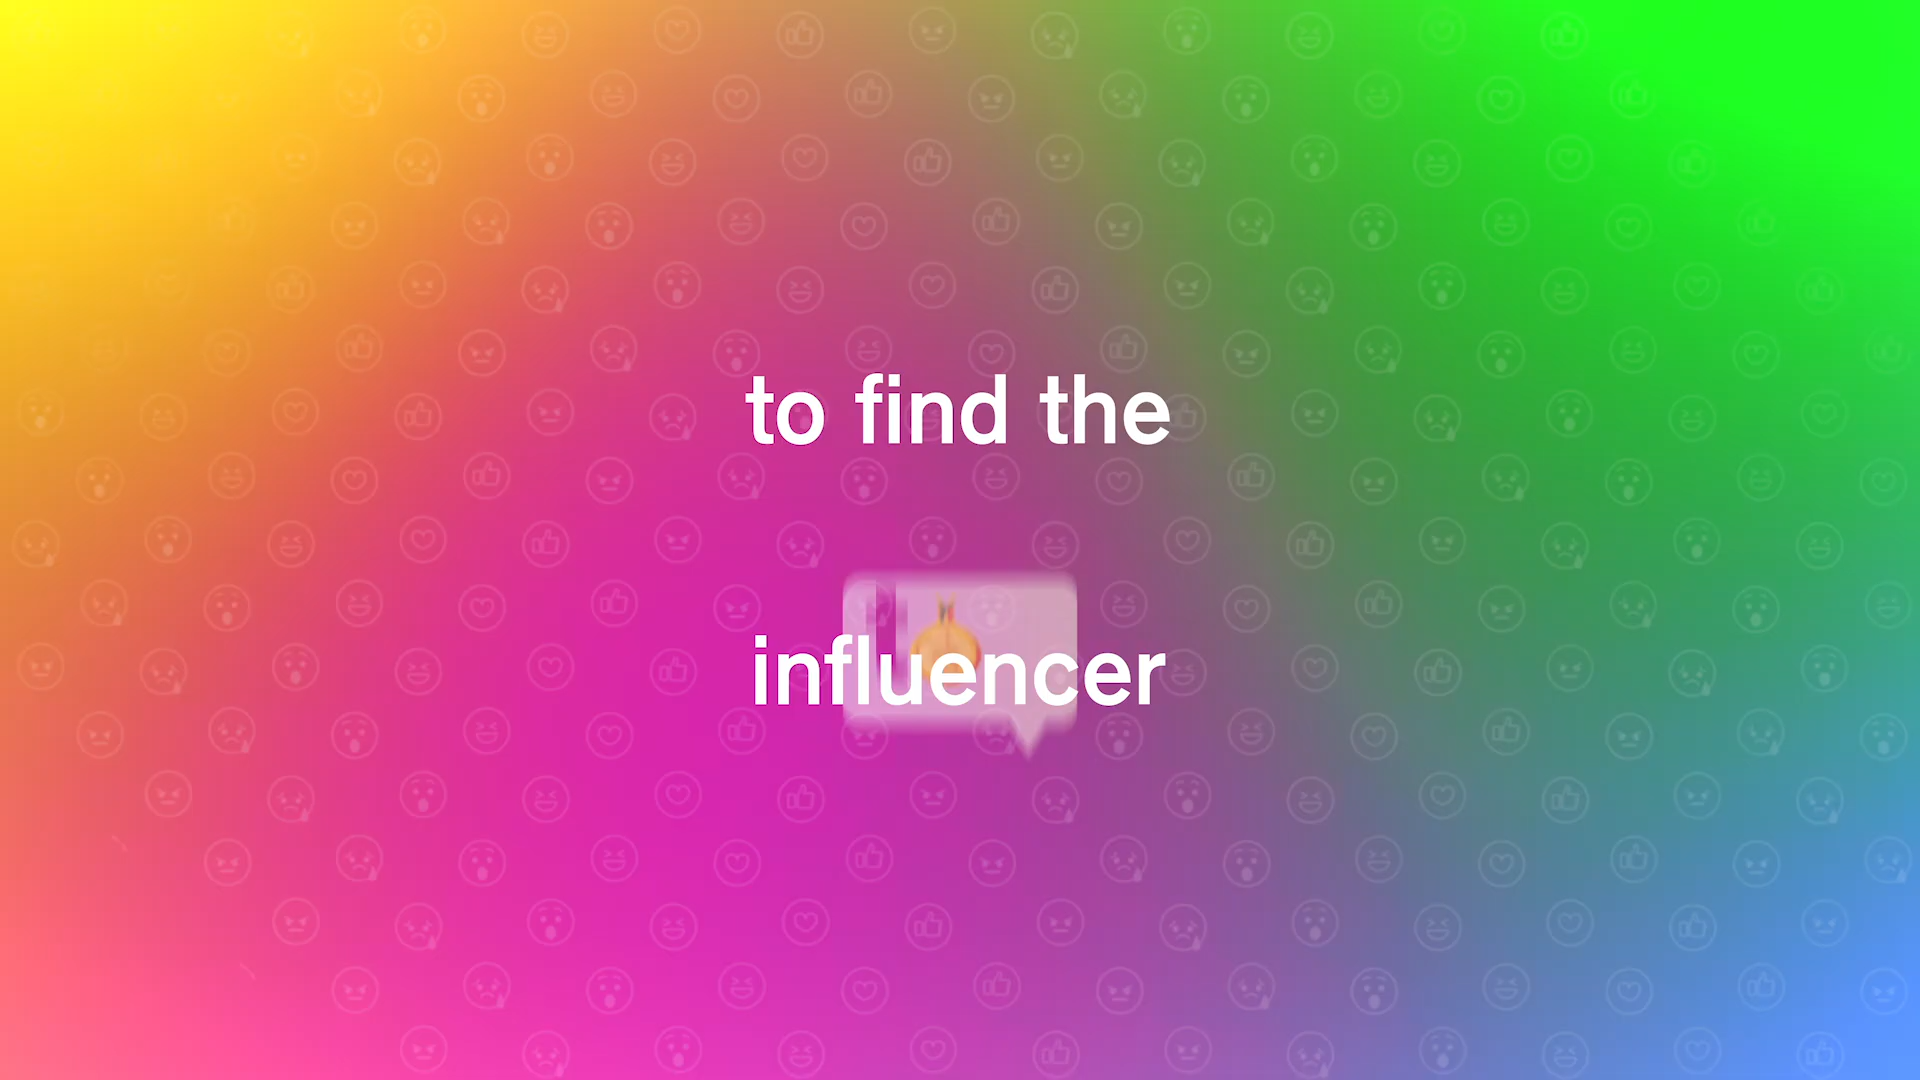 to find the
influencer